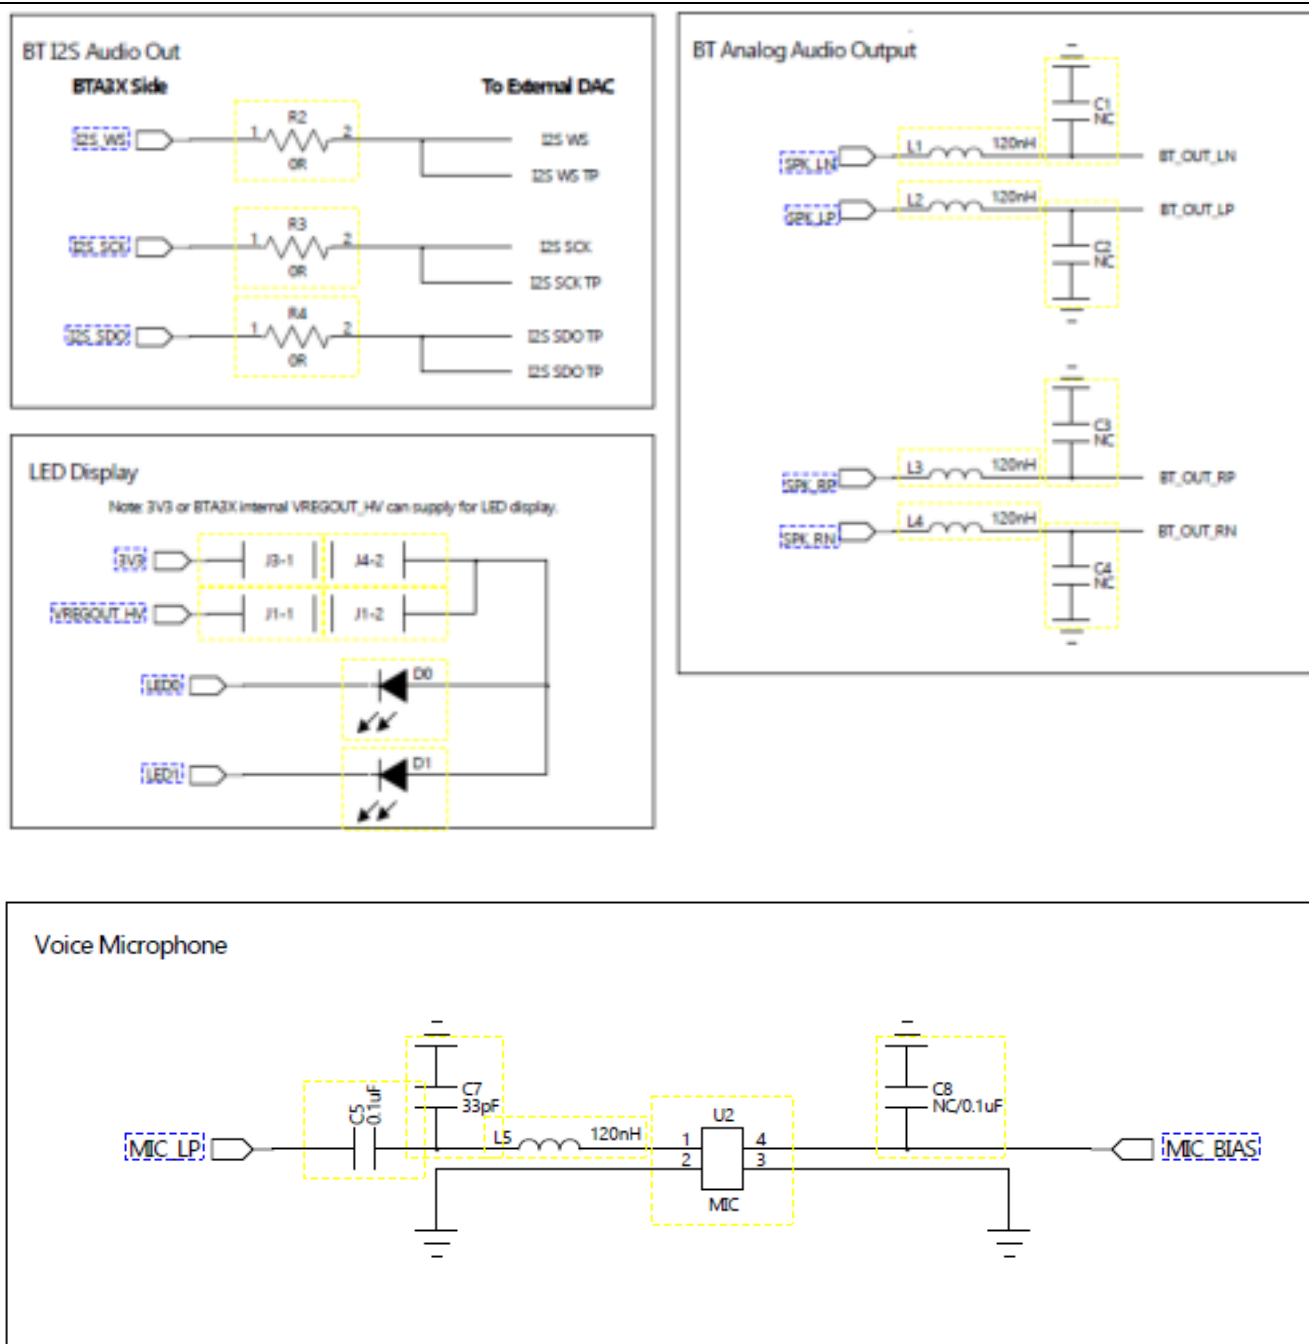 BT I2S Audio Out
BTA3X Side
To External DAC
R2
I2S_WS
1
2
I2S WS
0R
I2S WS TP
R3
I2S_SCK
1
2
I2S SCK
0R
I2S SCK TP
R4
I2S_SDO
1
2
I2S SDO TP
0R
I2S SDO TP
BT Analog Audio Output
C1
NC
SPK_LN
L1
120nH
BT_OUT_LN
SPK_LP
L2
120nH
BT_OUT_LP
C2
NC
C3
NC
SPK_RP
L3
120nH
BT_OUT_RP
SPK_RN
L4
120nH
BT_OUT_RN
C4
NC
LED Display
Note: 3V3 or BTA3X internal VREGOUT_HV can supply for LED display.
3V3
J3-1
J4-2
VREGOUT_HV
J1-1
J1-2
LED0
D0
LED1
D1
Voice Microphone
C7
33pF
C5
0.1uF
C8
NC/0.1uF
MIC_LP
L5
120nH
U2
1
4
2
3
MIC
MIC_BIAS